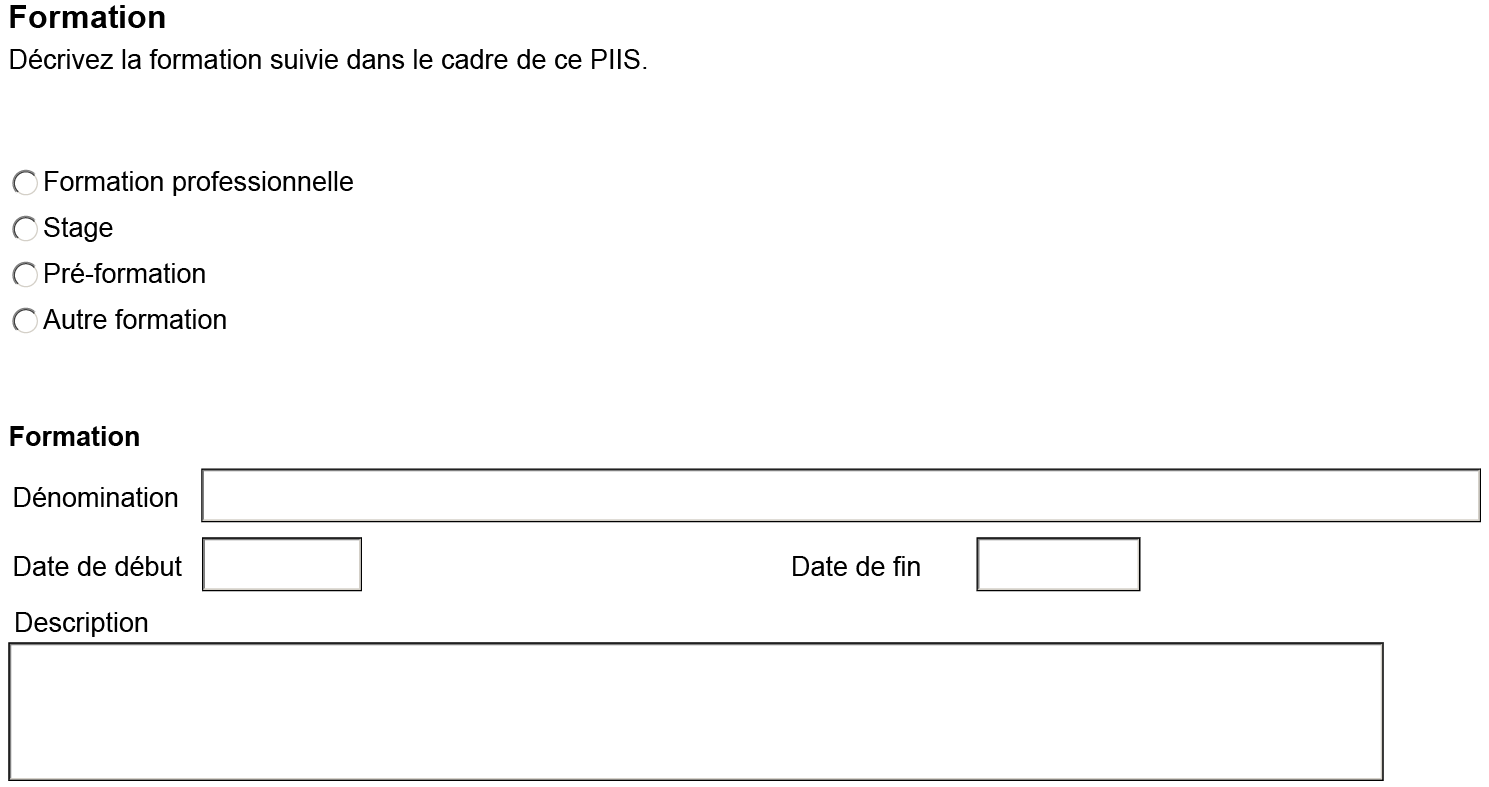 Formation
Décrivez la formation suivie dans le cadre de ce PIIS.
Formation professionnelle
Stage
Pré-formation
Autre formation
Formation
Dénomination
Date de début
Date de fin
Description